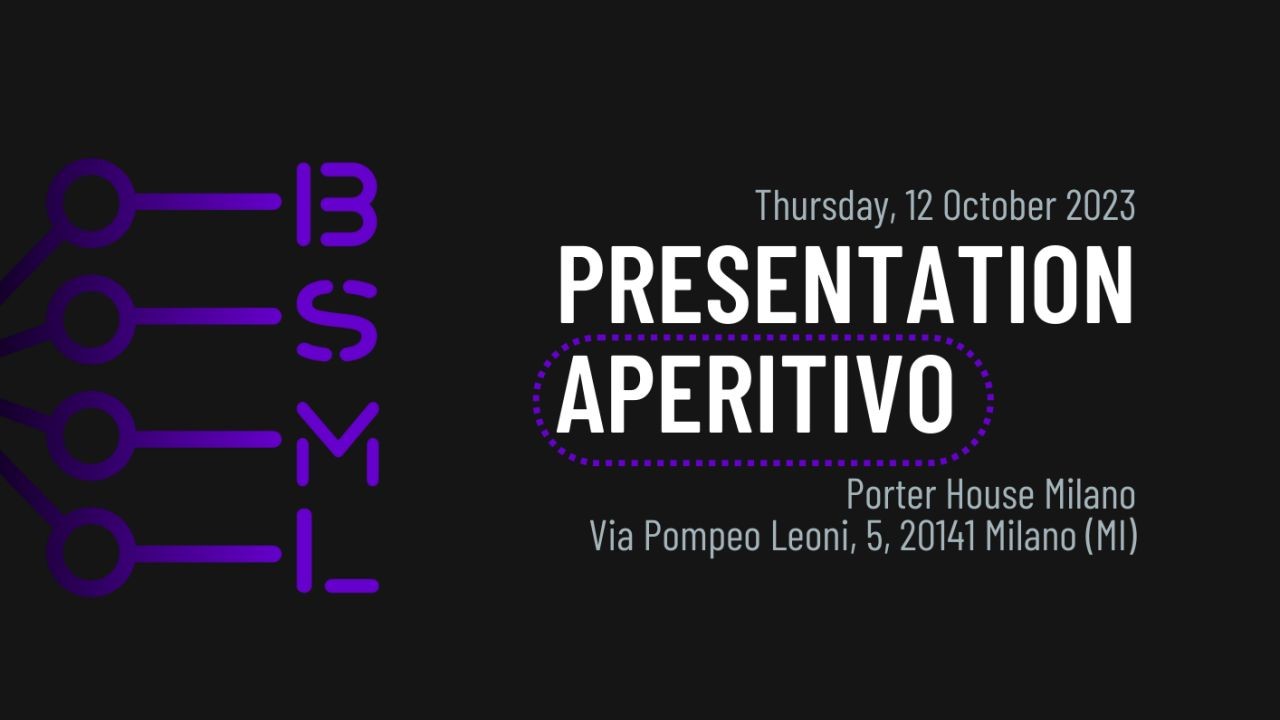 B
S
M
L
Thursday, 12 October 2023
PRESENTATION
APERITIVO
Porter House Milano
Via Pompeo Leoni, 5, 20141 Milano (MI)